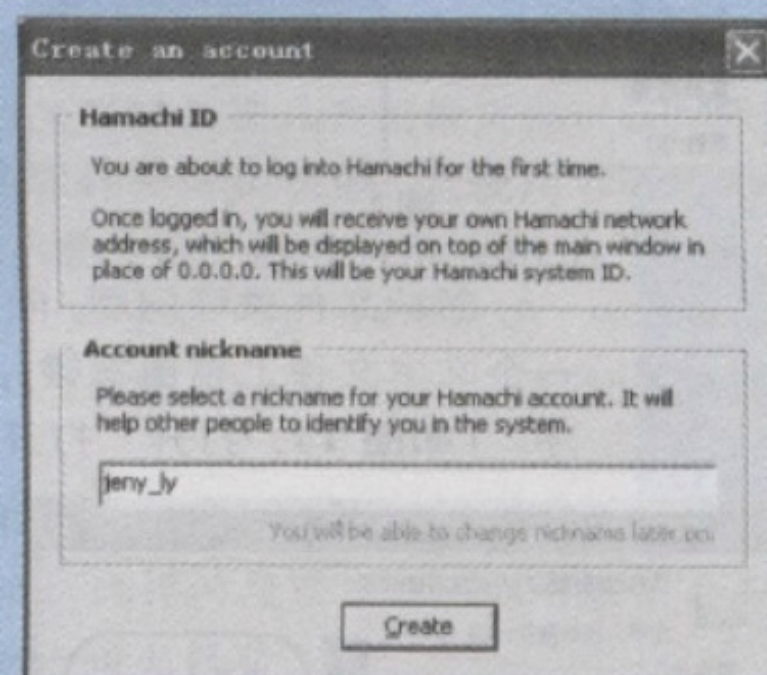 Create an account
Hamachi ID
You are about to log into Hamachi for the first time.
Once logged in, you will receive your own Hamachi network
address, which will be displayed on top of the main window in
place of 0.0.0.0. This will be your Hamachi system ID.
Account nickname
Please select a nickname for your Hamachi account. It will
help other people to identify you in the system.
jeny_ly
You will be able to change nickname later on.
Create